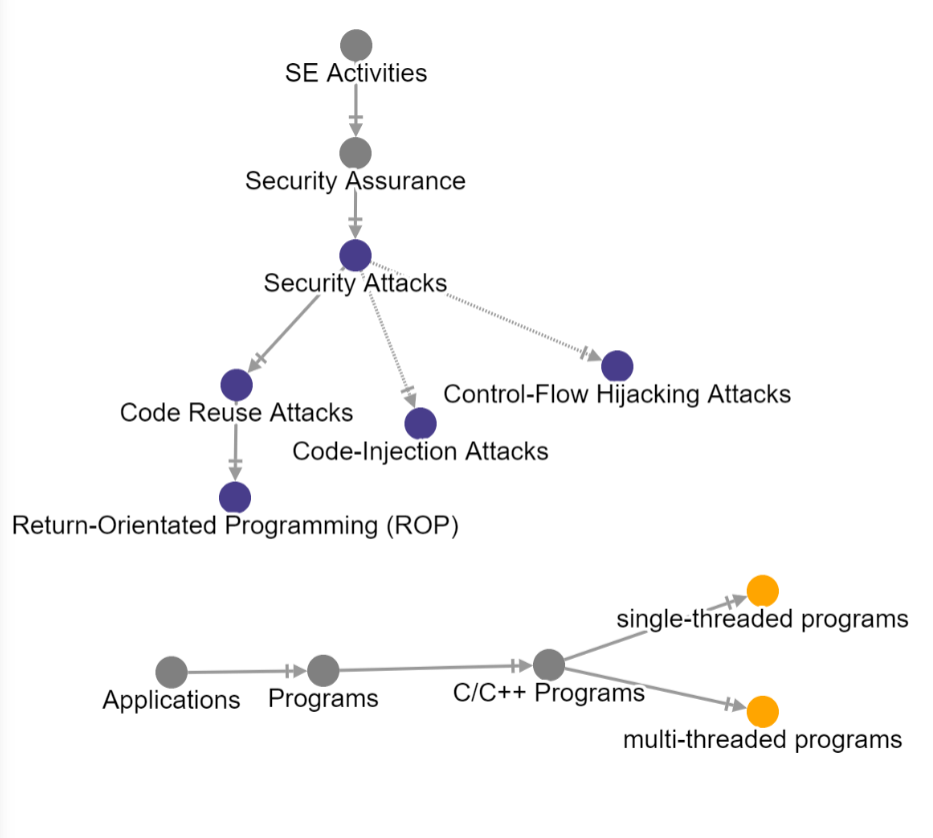 SE Activities
Security Assurance
Security Attacks
Control-Flow Hijacking Attacks
Code Reuse Attacks
Code-Injection Attacks
Return-Orientated Programming (ROP)
single-threaded programs
Applications
Programs
C/C++ Programs
multi-threaded programs